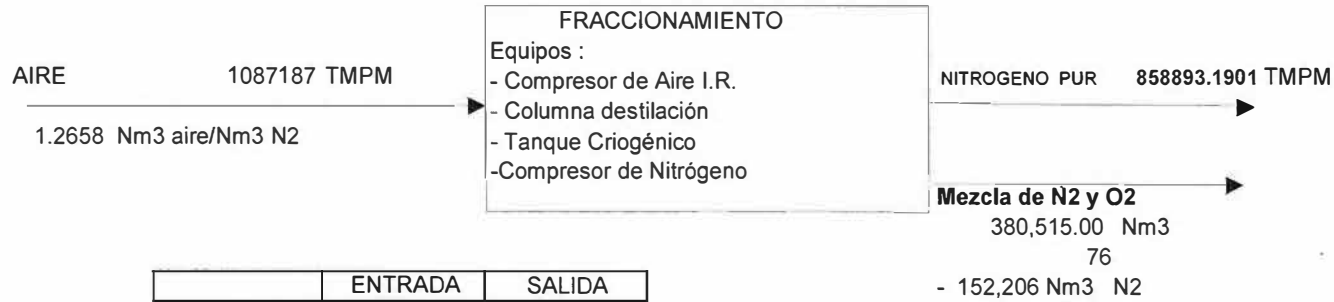 FRACCIONAMIENTO
Equipos :
- Compresor de Aire I.R.
- Columna destilación
- Tanque Criogénico
-Compresor de Nitrógeno
AIRE 1087187 TMPM
1.2658 Nm3 aire/Nm3 N2
NITROGENO PUR 858893.1901 TMPM
Mezcla de N2 y O2
380,515.00 Nm3
76
- 152,206 Nm3 N2
ENTRADA SALIDA